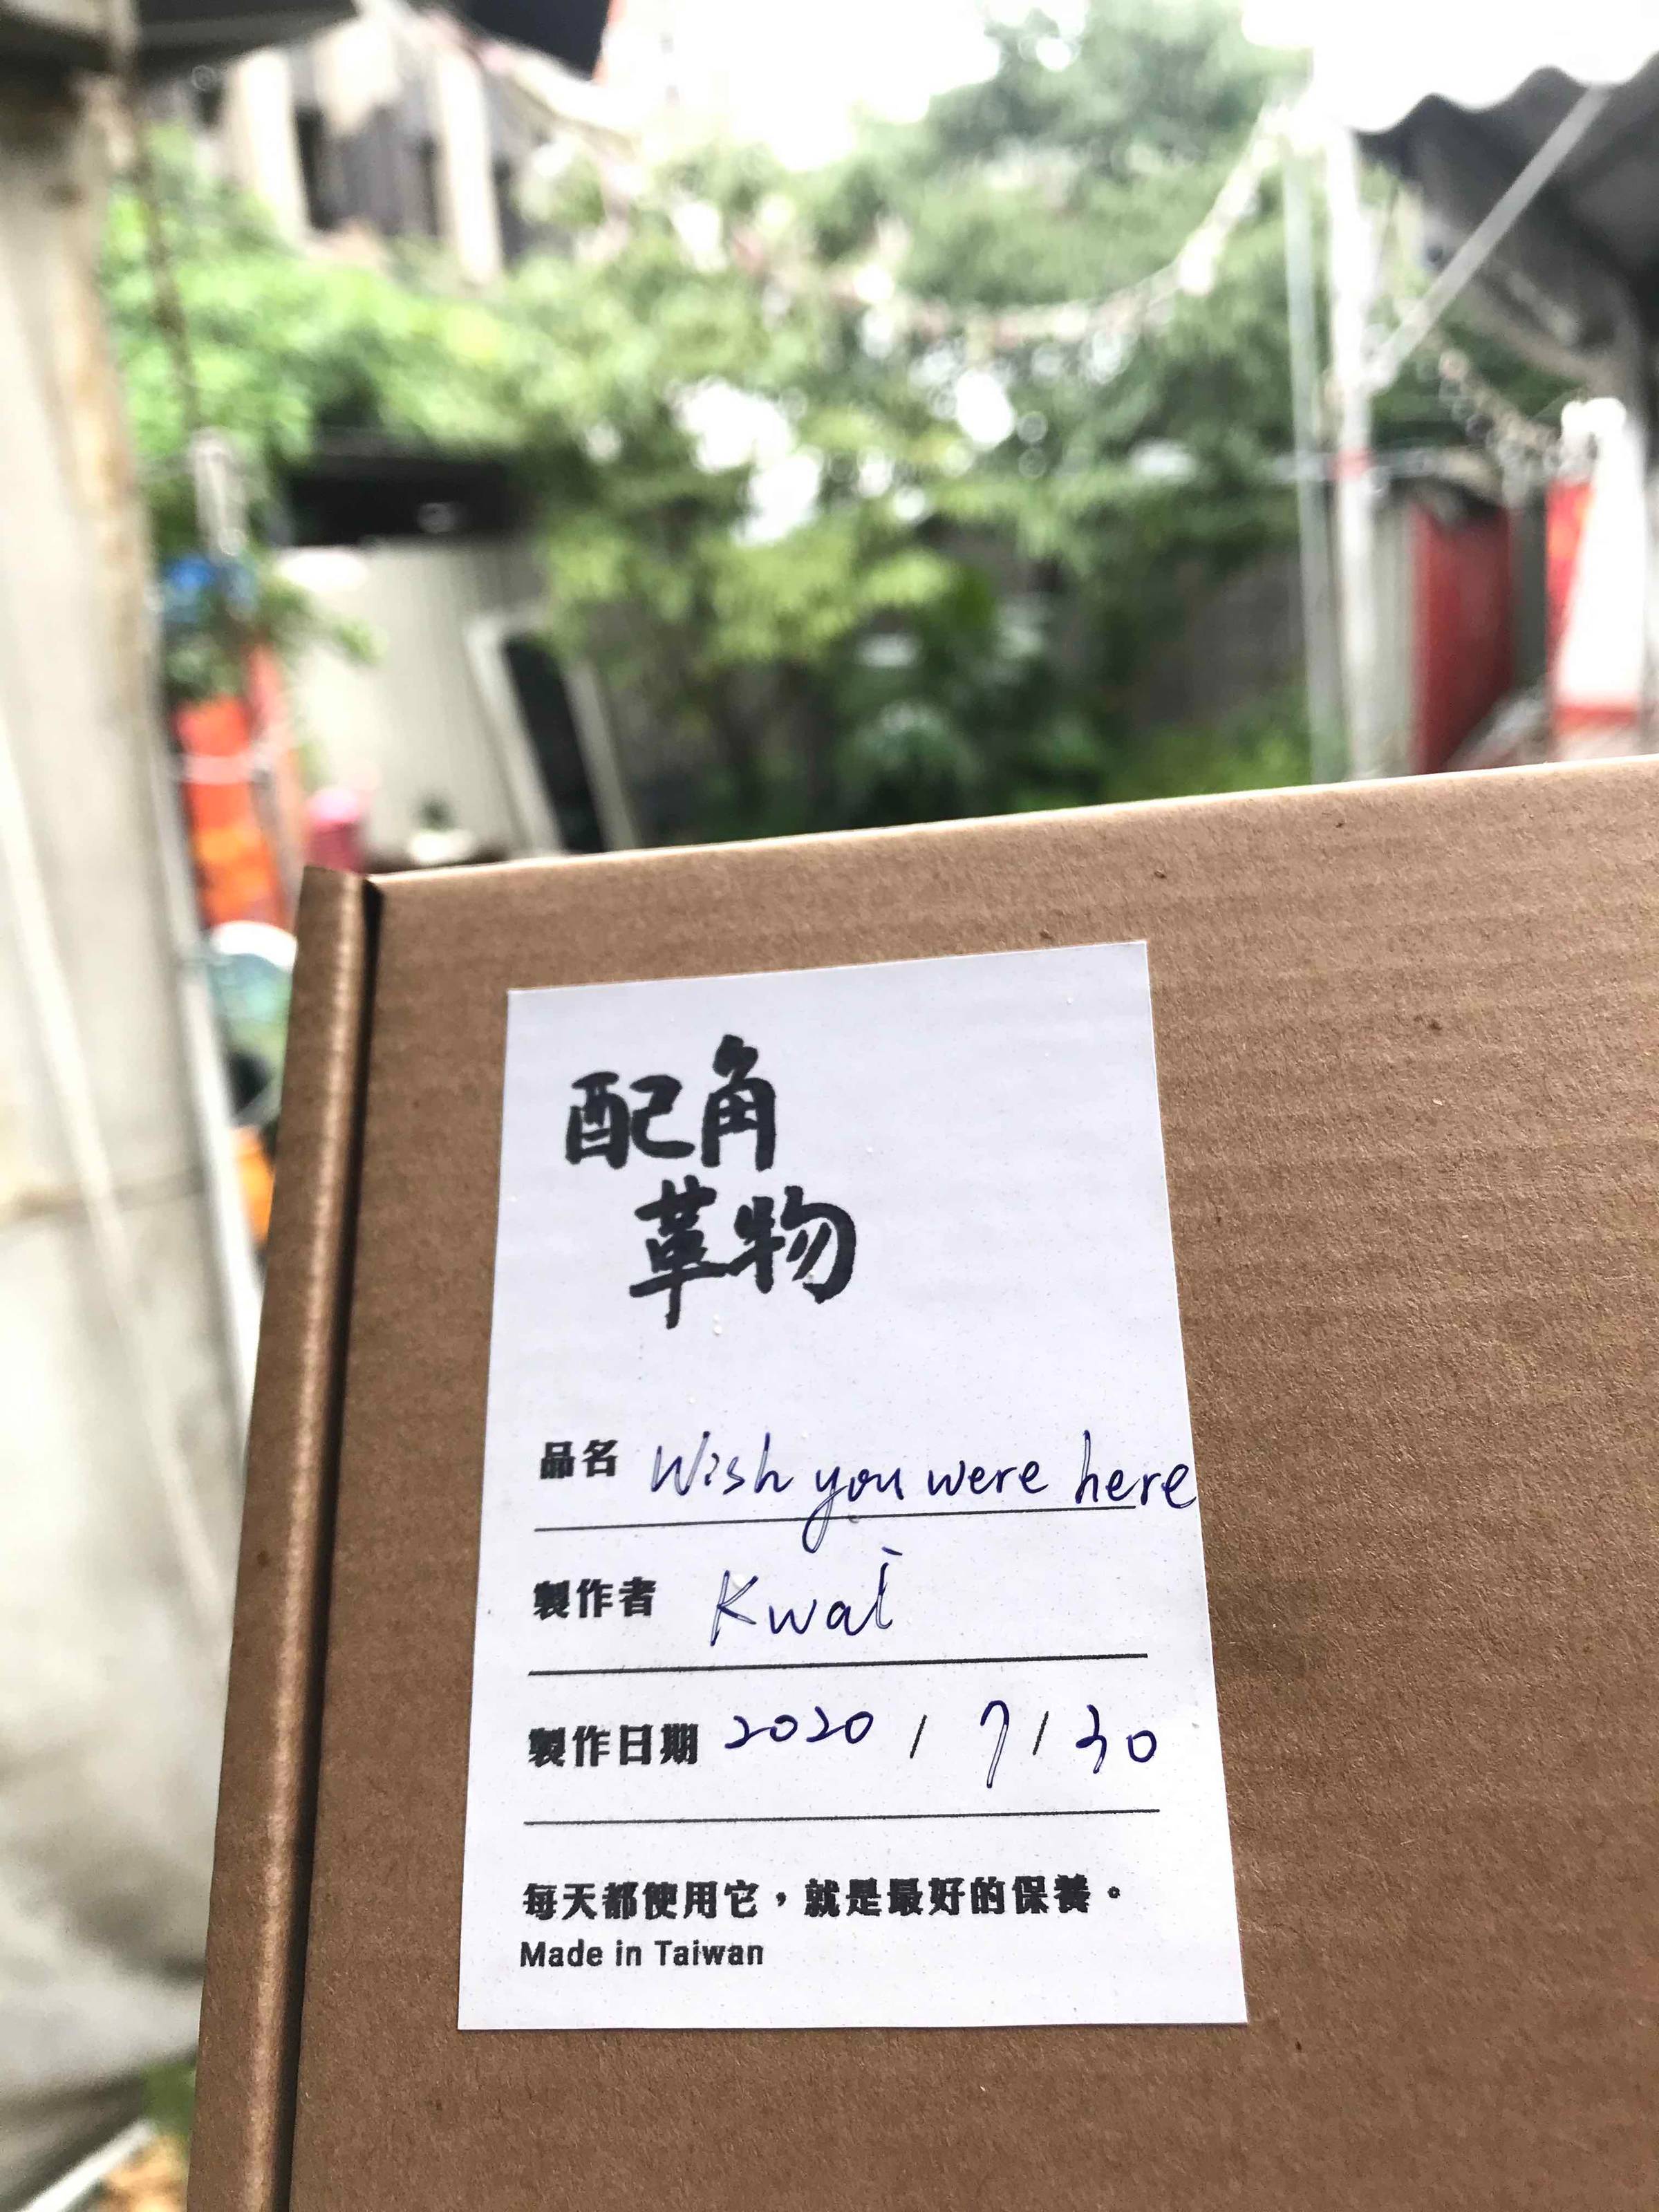 配角
革物
品名 Wish you were here
製作者 Kwai
製作日期 2020 / 7 / 30
每天都使用它，就是最好的保養。
Made in Taiwan